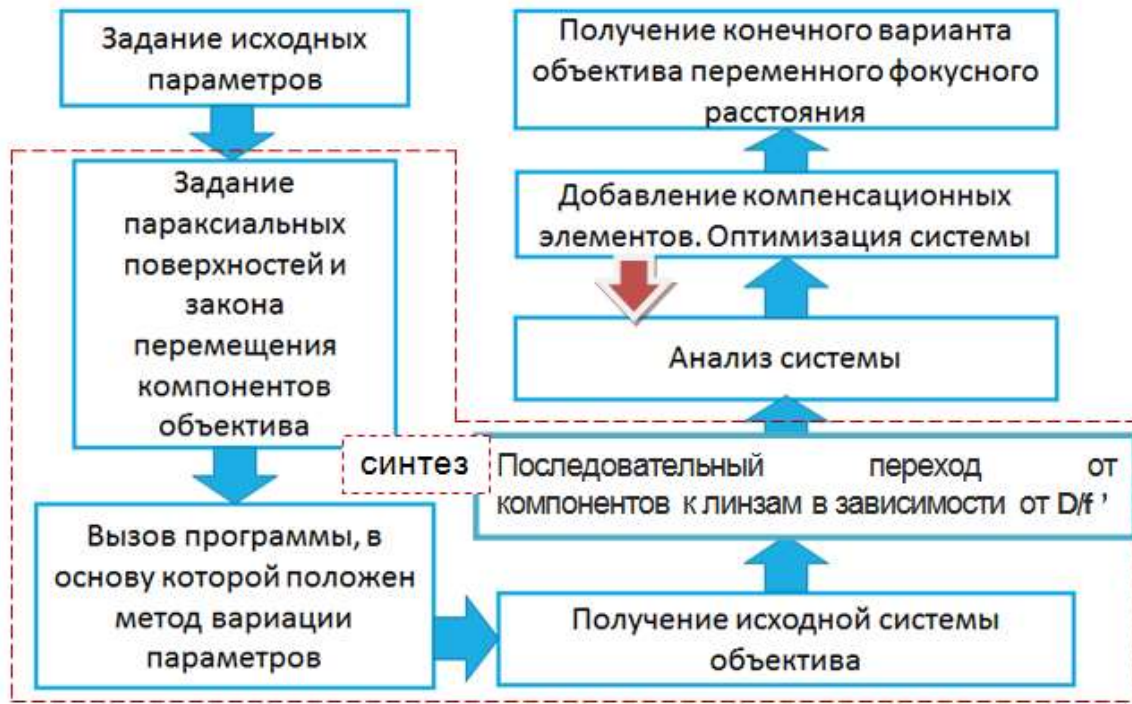 Задание исходных
параметров
Задание
параксиальных
поверхностей и
закона
перемещения
компонентов
объектива
Вызов программы, в
основу которой положен
метод вариации
параметров
Получение исходной системы
объектива
синтез
Последовательный переход от
компонентов к линзам в зависимости от D/f '
Анализ системы
Добавление компенсационных
элементов. Оптимизация системы
Получение конечного варианта
объектива переменного фокусного
расстояния